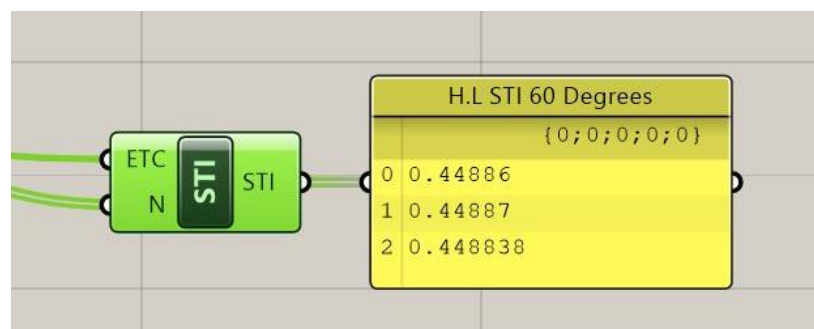 ETC
N
STI
STI
H.L STI 60 Degrees
{0;0;0;0;0}
0 0.44886
1 0.44887
2 0.448838